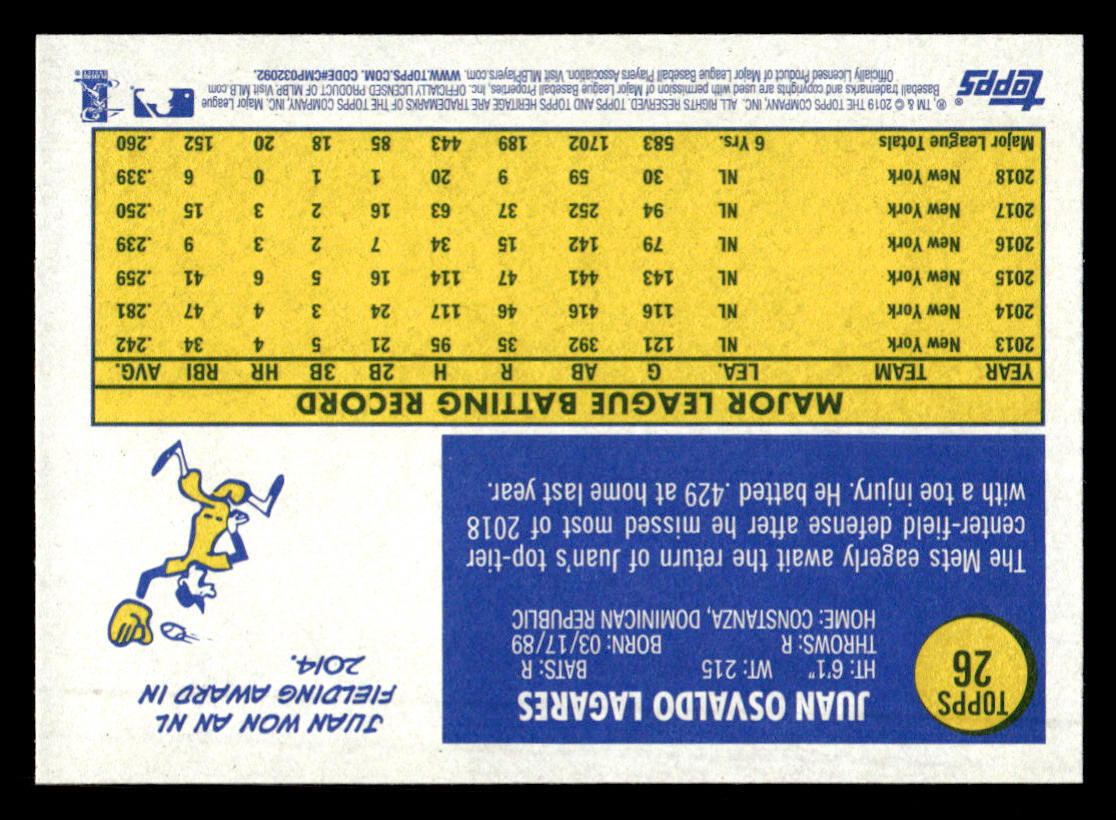 TOPPS
26
JUAN OSVALDO LAGARES
HT: 6'1" WT: 215 BATS: R
THROWS: R BORN: 03/17/89
HOME: CONSTANZA, DOMINICAN REPUBLIC
The Mets eagerly await the return of Juan's top-tier
center-field defense after he missed most of 2018
with a toe injury. He batted .429 at home last year.
JUAN WON AN NL
FIELDING AWARD IN
2014.
MAJOR LEAGUE BATTING RECORD
YEAR TEAM LEA. G AB R H 2B 3B HR RBI AVG.
2013 New York NL 121 392 35 95 21 5 4 34 .242
2014 New York NL 116 416 46 117 24 3 4 47 .281
2015 New York NL 143 441 47 114 16 5 6 41 .259
2016 New York NL 79 142 15 34 7 2 3 9 .239
2017 New York NL 94 252 37 63 16 2 3 15 .250
2018 New York NL 30 59 9 20 1 1 0 6 .339
Major League Totals 6 Yrs. 583 1702 189 443 85 18 20 152 .260
topps®
®, TM & © 2019 THE TOPPS COMPANY, INC. ALL RIGHTS RESERVED. TOPPS AND TOPPS HERITAGE ARE TRADEMARKS OF THE TOPPS COMPANY, INC. Major League
Baseball trademarks and copyrights are used with permission of Major League Baseball Properties, Inc. OFFICIALLY LICENSED PRODUCT OF MLBP Visit MLB.com
Officially Licensed Product of Major League Baseball Players Association. Visit MLBPLAYERS.com. WWW.TOPPS.COM. CODE#CMP032092.